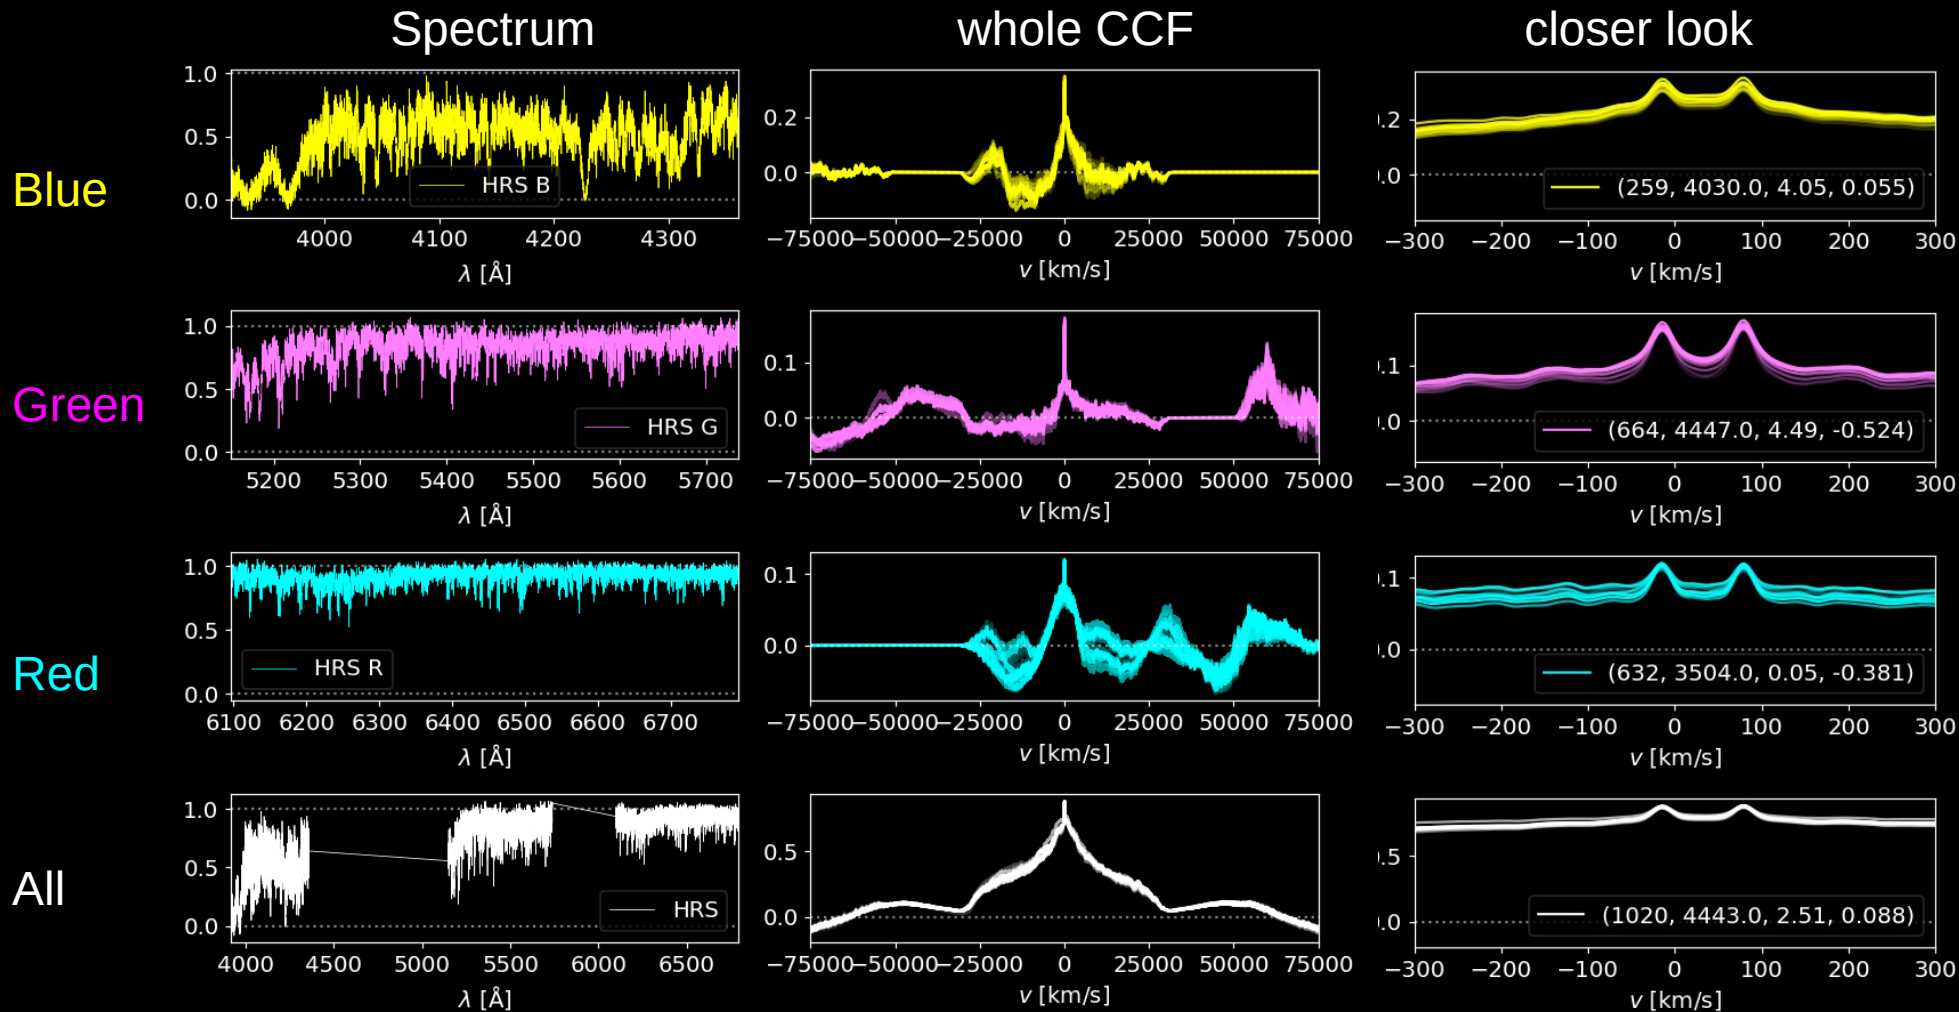 Spectrum whole CCF closer look
Blue
1.0
0.5
0.0
HRS B
4000 4100 4200 4300
λ [Å]
0.2
0.0
−75000 −50000 −25000 0 25000 50000 75000
v [km/s]
.2
.0
(259, 4030.0, 4.05, 0.055)
−300 −200 −100 0 100 200 300
v [km/s]
Green
1.0
0.5
0.0
HRS G
5200 5300 5400 5500 5600 5700
λ [Å]
0.1
0.0
−75000 −50000 −25000 0 25000 50000 75000
v [km/s]
.1
.0
(664, 4447.0, 4.49, -0.524)
−300 −200 −100 0 100 200 300
v [km/s]
Red
1.0
0.5
0.0
HRS R
6100 6200 6300 6400 6500 6600 6700
λ [Å]
0.1
0.0
−75000 −50000 −25000 0 25000 50000 75000
v [km/s]
.1
.0
(632, 3504.0, 0.05, -0.381)
−300 −200 −100 0 100 200 300
v [km/s]
All
1.0
0.5
0.0
HRS
4000 4500 5000 5500 6000 6500
λ [Å]
0.5
0.0
−75000 −50000 −25000 0 25000 50000 75000
v [km/s]
.5
.0
(1020, 4443.0, 2.51, 0.088)
−300 −200 −100 0 100 200 300
v [km/s]